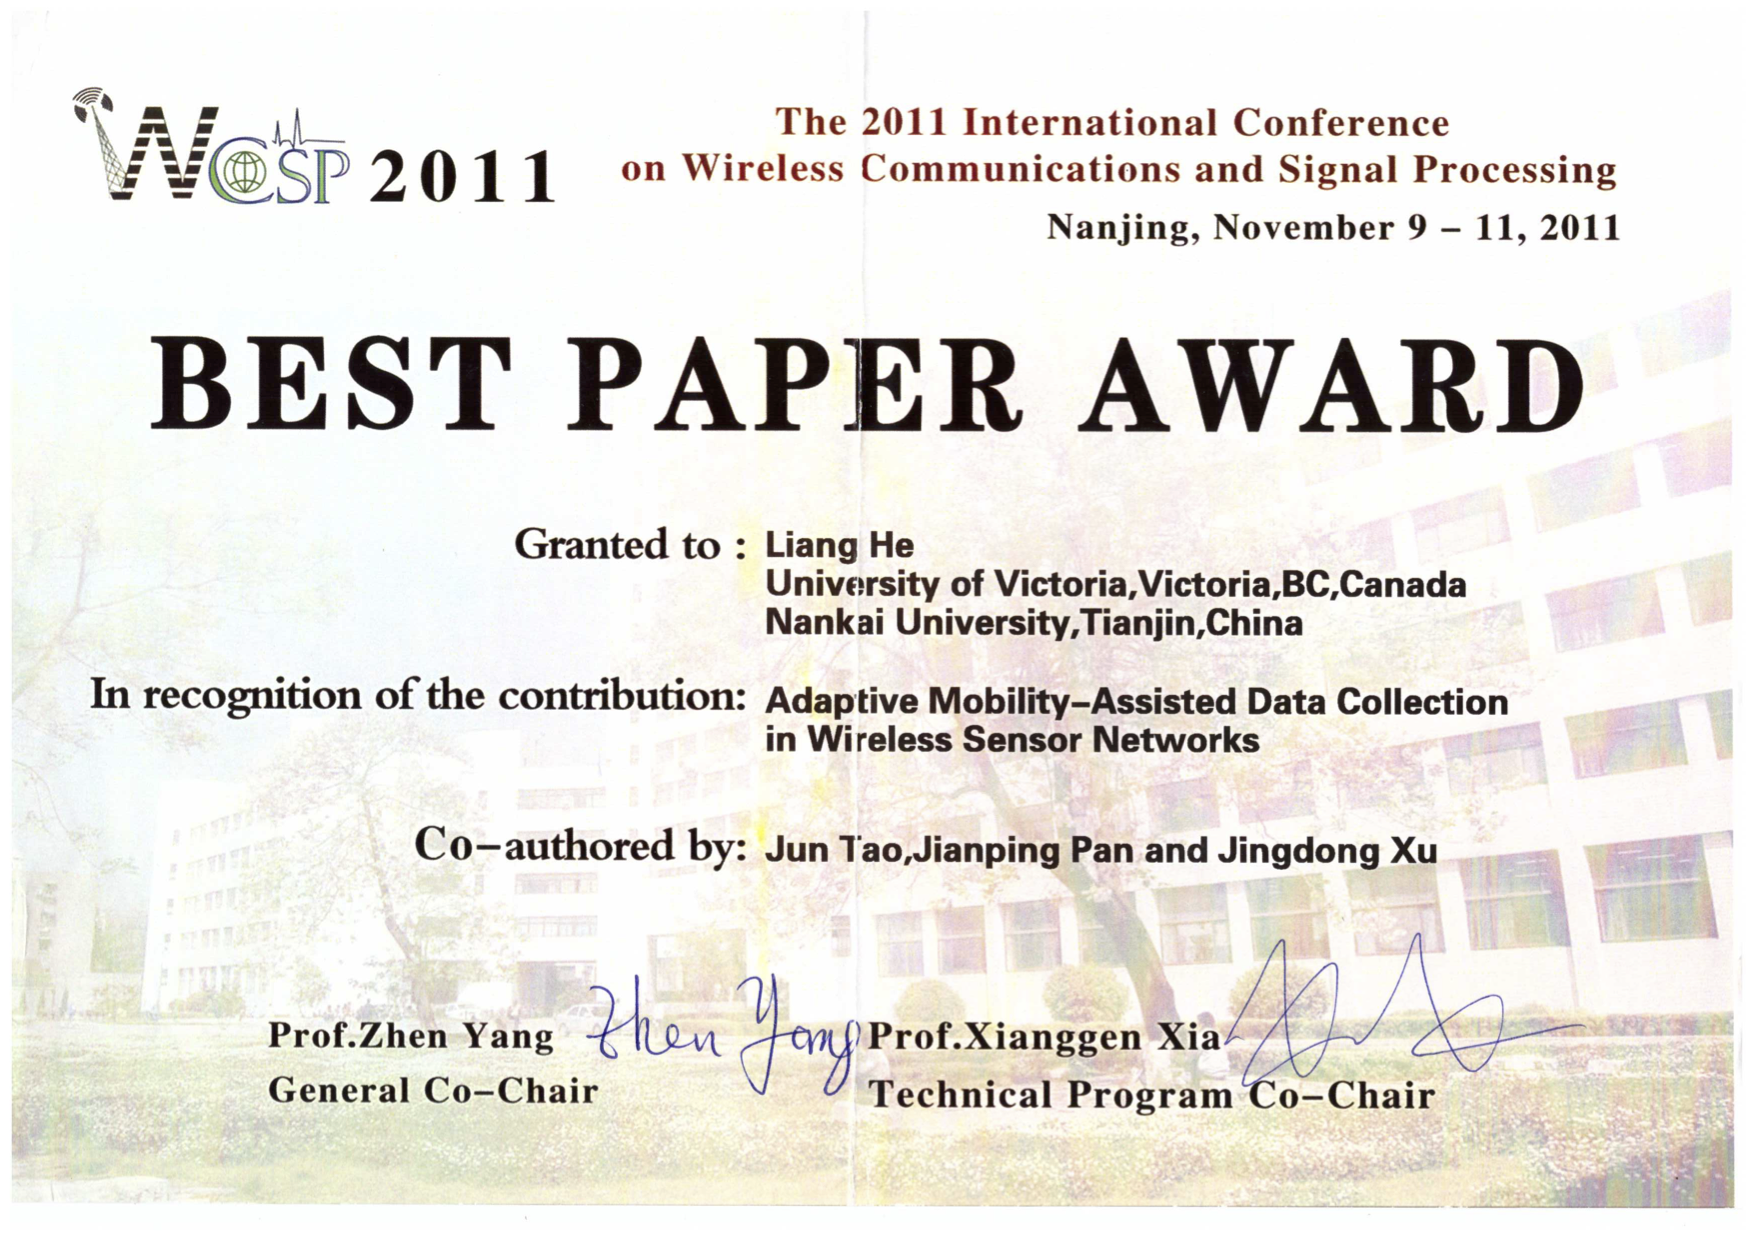 WCSP 2011
The 2011 International Conference
on Wireless Communications and Signal Processing
Nanjing, November 9 – 11, 2011
BEST PAPER AWARD
Granted to : Liang He
University of Victoria,Victoria,BC,Canada
Nankai University,Tianjin,China
In recognition of the contribution: Adaptive Mobility–Assisted Data Collection
in Wireless Sensor Networks
Co–authored by: Jun Tao,Jianping Pan and Jingdong Xu
Prof.Zhen Yang Zhen Yang Prof.Xianggen Xia
General Co–Chair Technical Program Co–Chair